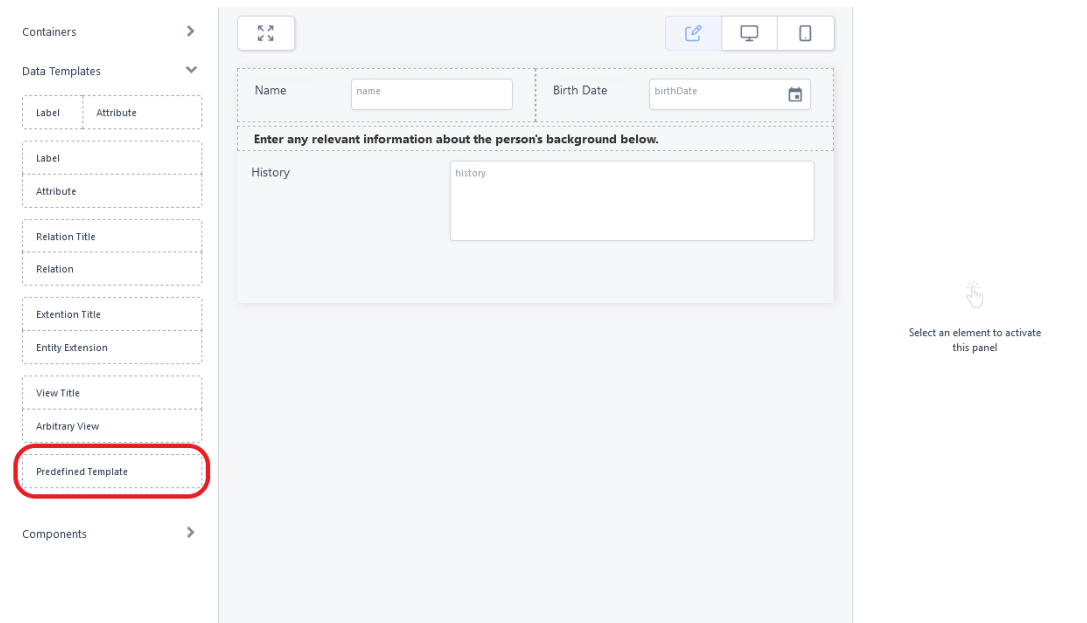 Containers
Data Templates
Label Attribute
Label
Attribute
Relation Title
Relation
Extention Title
Entity Extension
View Title
Arbitrary View
Predefined Template
Components
Name name Birth Date birthDate
Enter any relevant information about the person's background below.
History history
Select an element to activate
this panel